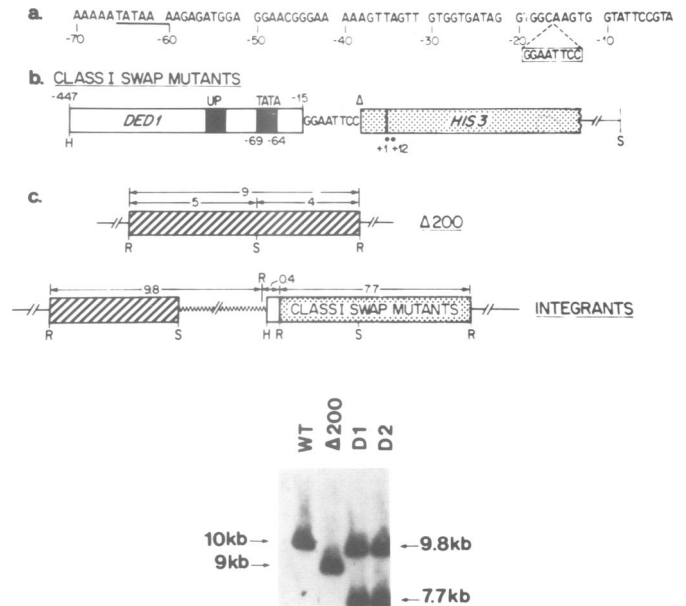 a. AAAAATATAA AAGAGATGGA GGAACGGGAA AAAGTTAGTT GTGGTGATAG GTGGCAAGTG GTATTCCGTA
-70 -60 -50 -40 -30 -20 -10
GGAATTCC
b. CLASS I SWAP MUTANTS
-447 UP TATA -15 Δ
DED1 GGAATTCC HIS3
-69 -64 +1 +12
H S
c.
9
5 4
Δ200
R S R
9.8 R 0.4 7.7
CLASS I SWAP MUTANTS INTEGRANTS
R S H R S R
WT Δ200 D1 D2
10kb 9.8kb
9kb
7.7kb